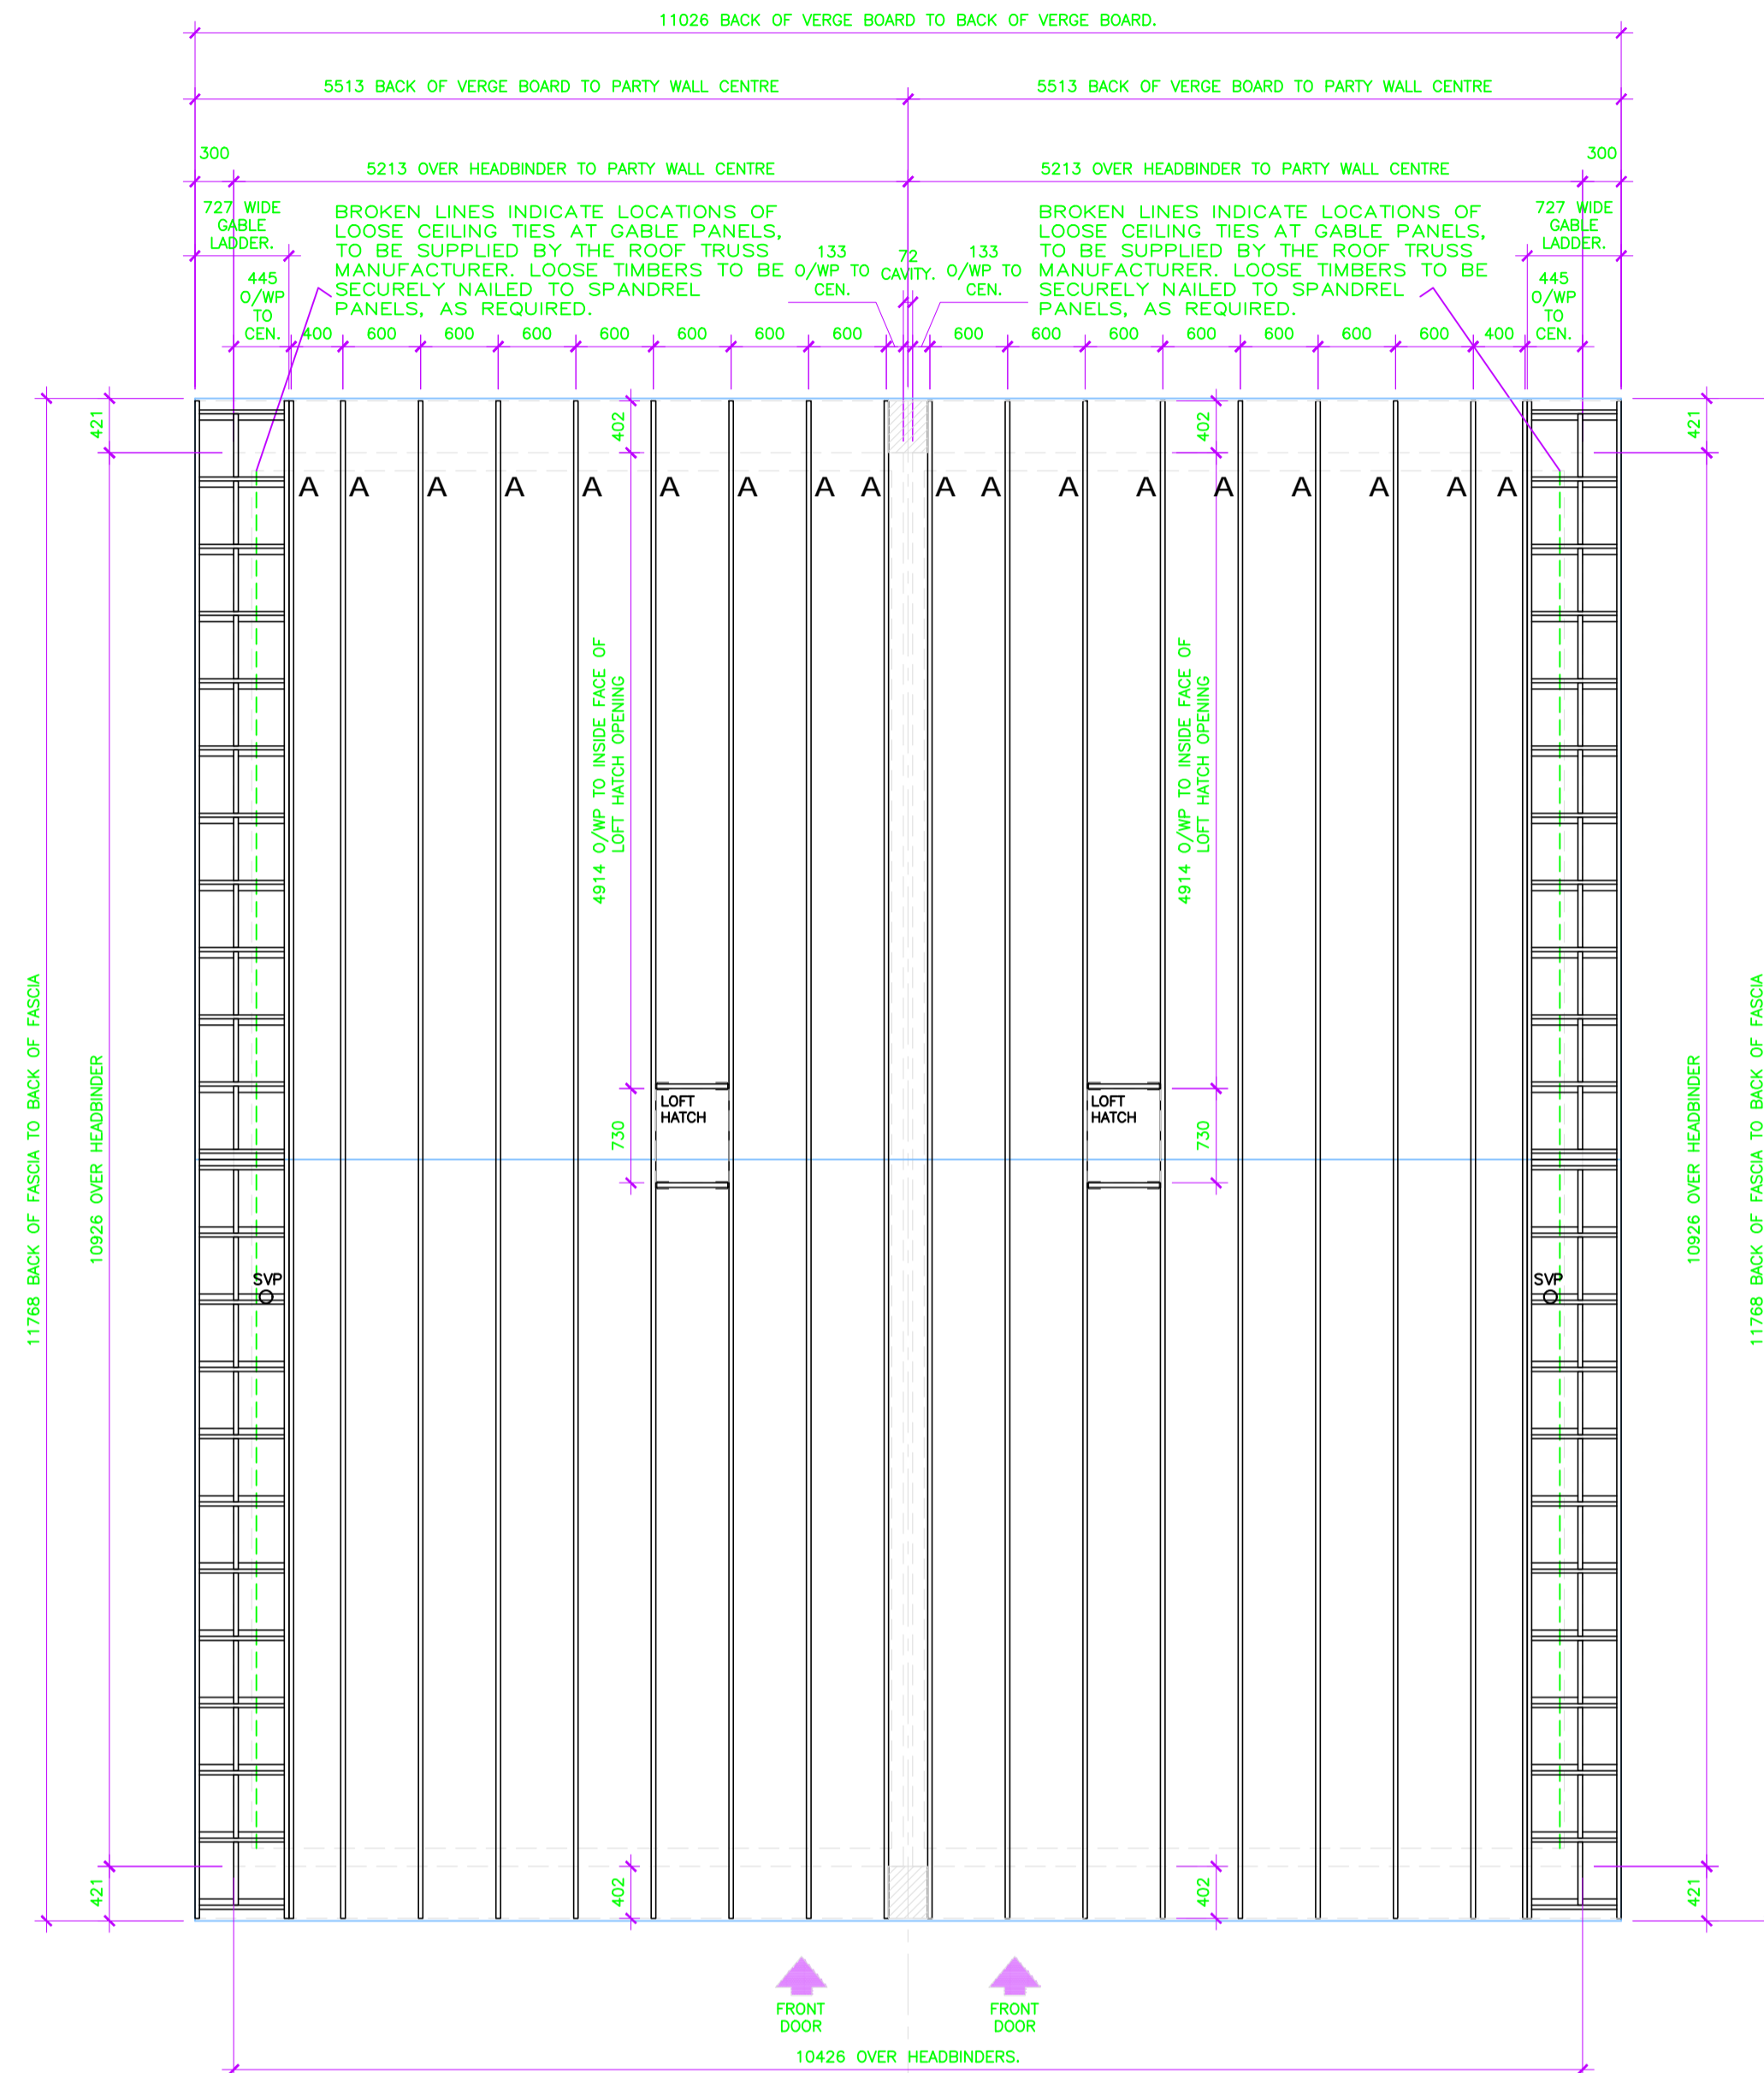 11026 BACK OF VERGE BOARD TO BACK OF VERGE BOARD.
5513 BACK OF VERGE BOARD TO PARTY WALL CENTRE
5513 BACK OF VERGE BOARD TO PARTY WALL CENTRE
300
5213 OVER HEADBINDER TO PARTY WALL CENTRE
5213 OVER HEADBINDER TO PARTY WALL CENTRE
300
727 WIDE
GABLE
LADDER.
BROKEN LINES INDICATE LOCATIONS OF
LOOSE CEILING TIES AT GABLE PANELS,
TO BE SUPPLIED BY THE ROOF TRUSS
MANUFACTURER. LOOSE TIMBERS TO BE
SECURELY NAILED TO SPANDREL
PANELS, AS REQUIRED.
133
O/WP TO
CEN.
72
CAVITY.
133
O/WP TO
CEN.
BROKEN LINES INDICATE LOCATIONS OF
LOOSE CEILING TIES AT GABLE PANELS,
TO BE SUPPLIED BY THE ROOF TRUSS
MANUFACTURER. LOOSE TIMBERS TO BE
SECURELY NAILED TO SPANDREL
PANELS, AS REQUIRED.
727 WIDE
GABLE
LADDER.
445
O/WP
TO
CEN.
445
O/WP
TO
CEN.
400 600 600 600 600 600 600 600
600 600 600 600 600 600 600 400
421
402
402
421
A A A A A A A A A A A A A A A A A A
4914 O/WP TO INSIDE FACE OF
LOFT HATCH OPENING
4914 O/WP TO INSIDE FACE OF
LOFT HATCH OPENING
11768 BACK OF FASCIA TO BACK OF FASCIA
10926 OVER HEADBINDER
LOFT
HATCH
730
LOFT
HATCH
730
10926 OVER HEADBINDER
11768 BACK OF FASCIA TO BACK OF FASCIA
SVP
SVP
421
402
402
421
FRONT
DOOR
FRONT
DOOR
10426 OVER HEADBINDERS.